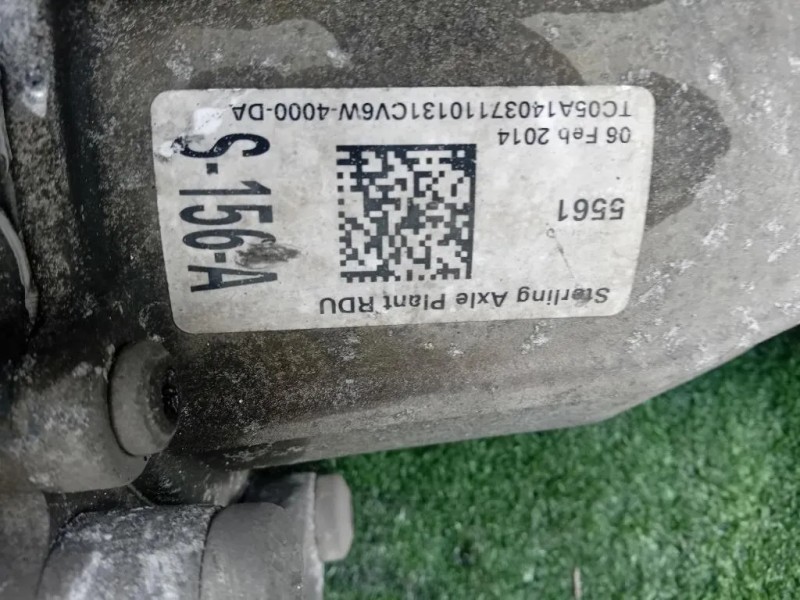 Sterling Axle Plant RDU
5561
06 Feb 2014
TC05A14037110131CV6W-4000-DA
S-156-A